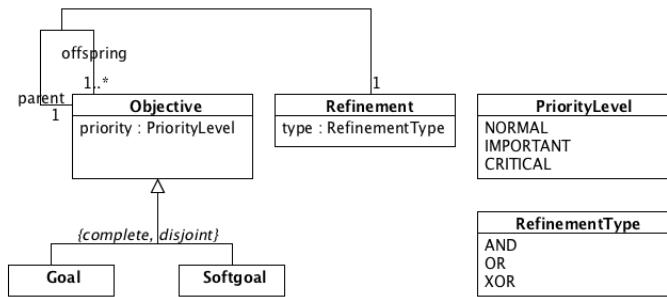 offspring
1..*
parent
1
1
Objective
priority : PriorityLevel
Refinement
type : RefinementType
PriorityLevel
NORMAL
IMPORTANT
CRITICAL
{complete, disjoint}
Goal
Softgoal
RefinementType
AND
OR
XOR